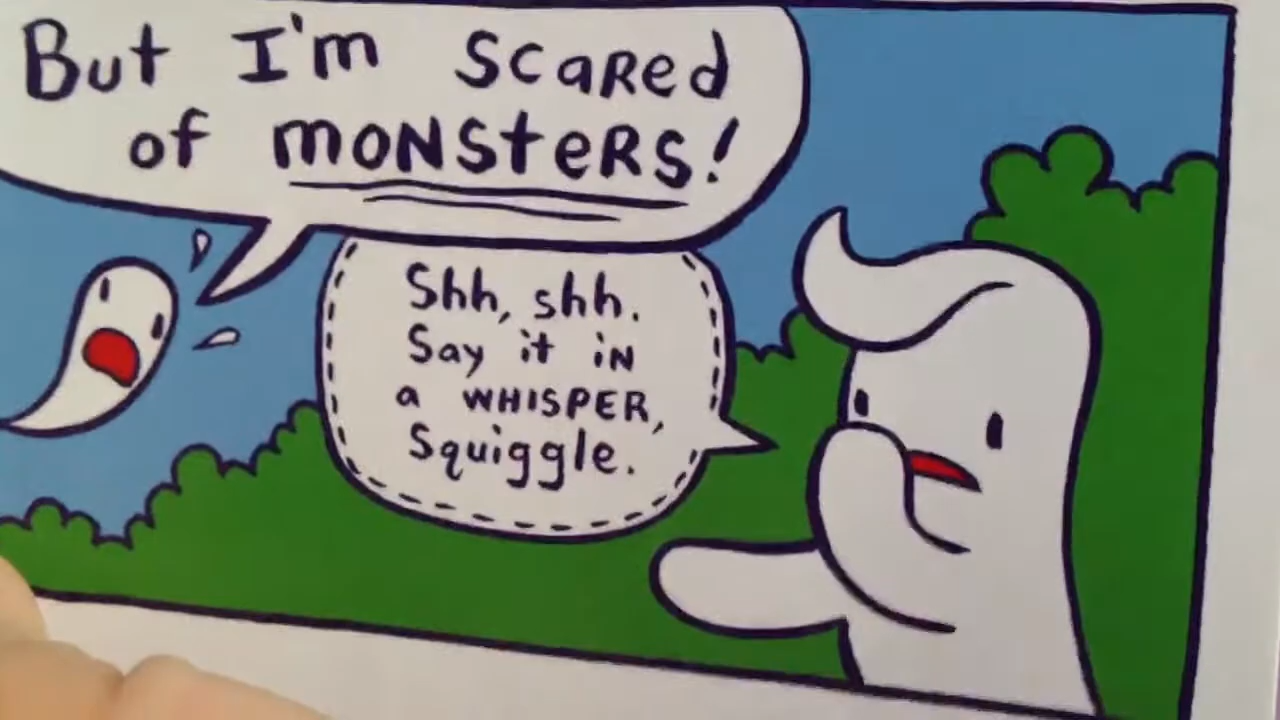 But I'm Scared
of MONSteRS!
Shh, shh.
Say it iN
a WHISPER,
Squiggle.